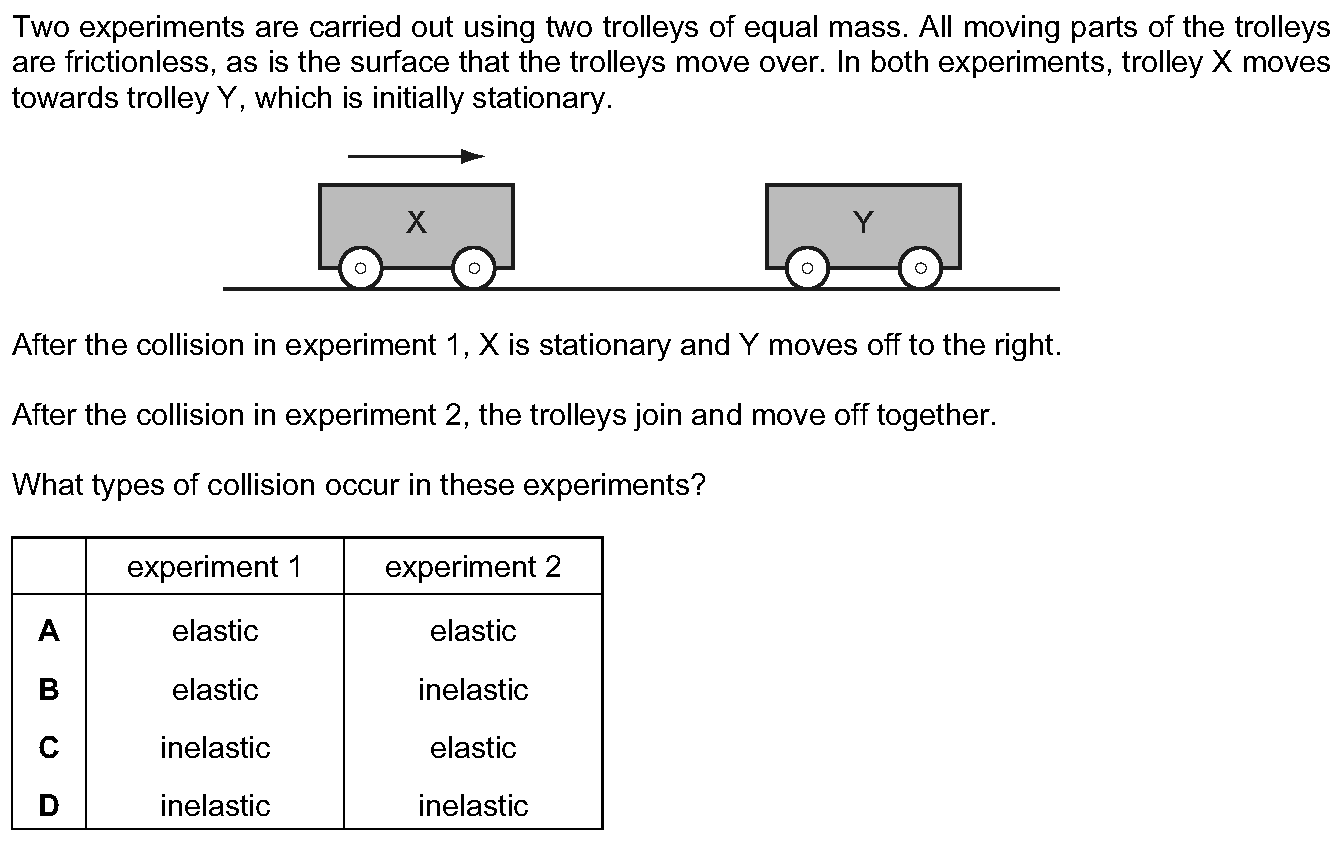 Two experiments are carried out using two trolleys of equal mass. All moving parts of the trolleys
are frictionless, as is the surface that the trolleys move over. In both experiments, trolley X moves
towards trolley Y, which is initially stationary.
X Y
After the collision in experiment 1, X is stationary and Y moves off to the right.
After the collision in experiment 2, the trolleys join and move off together.
What types of collision occur in these experiments?
experiment 1 experiment 2
A elastic elastic
B elastic inelastic
C inelastic elastic
D inelastic inelastic